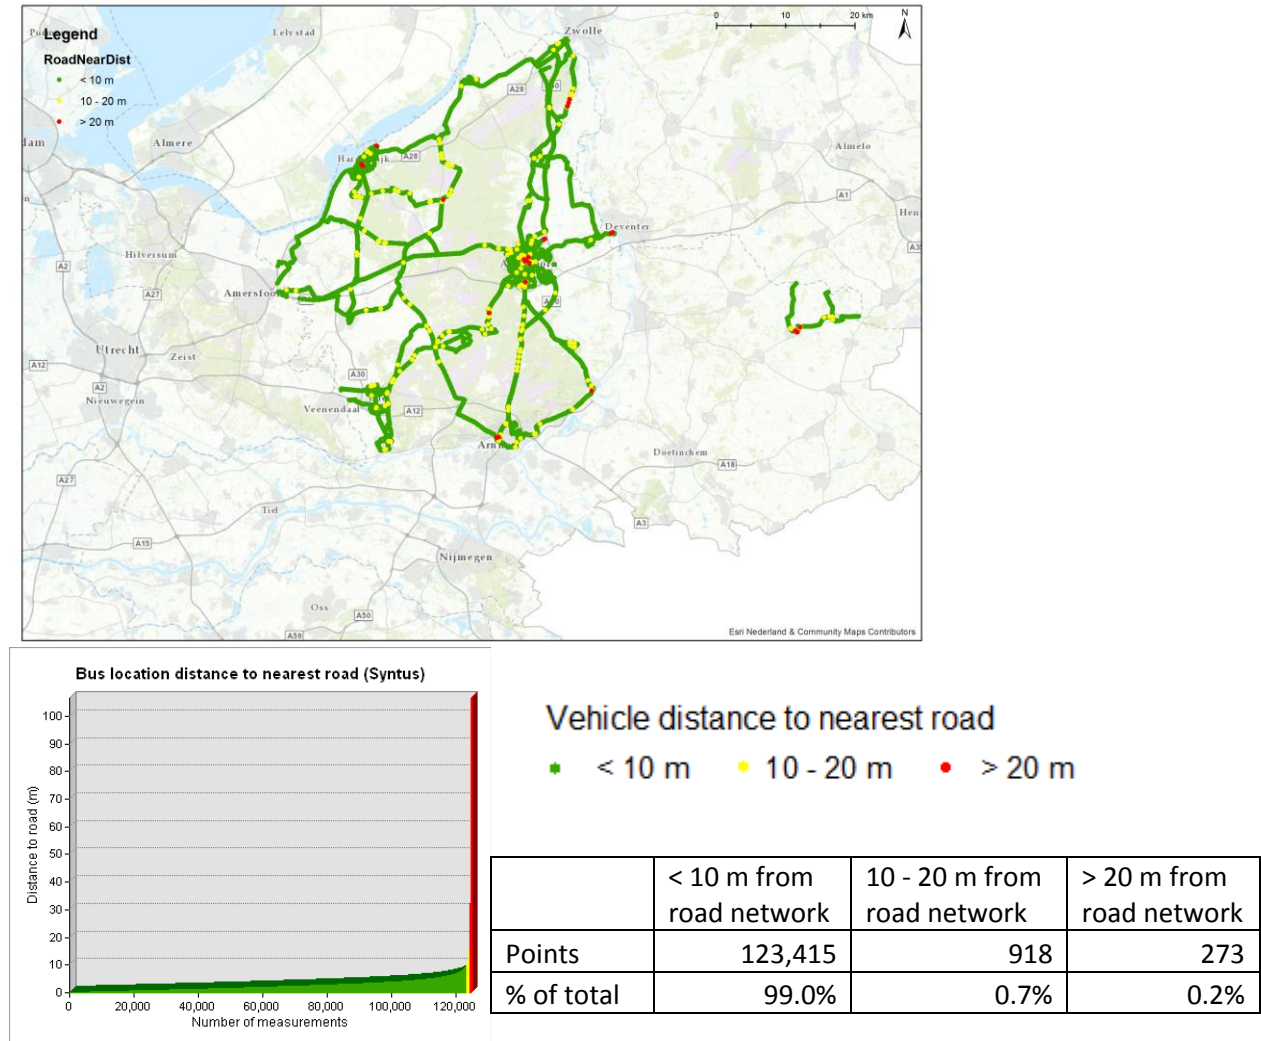 Legend
RoadNearDist
< 10 m
10 - 20 m
> 20 m
0 10 20 km
N
Zwolle
Lelystad
A28
Almere
Almelo
A28
A1
Deventer
A2
Hilversum
A27
Amersfoort
Utrecht
Zeist
A12
A2
Nieuwegein
A30
Veenendaal
A12
Arnhem
Doetinchem
A18
A27
Tiel
A3
A15
Nijmegen
Oss
A50
A59
Esri Nederland & Community Maps Contributors
Bus location distance to nearest road (Syntus)
Distance to road (m)
100
90
80
70
60
50
40
30
20
10
0
0 20,000 40,000 60,000 80,000 100,000 120,000
Number of measurements
Vehicle distance to nearest road
< 10 m 10 - 20 m > 20 m
< 10 m from road network
10 - 20 m from road network
> 20 m from road network
Points 123,415 918 273
% of total 99.0% 0.7% 0.2%